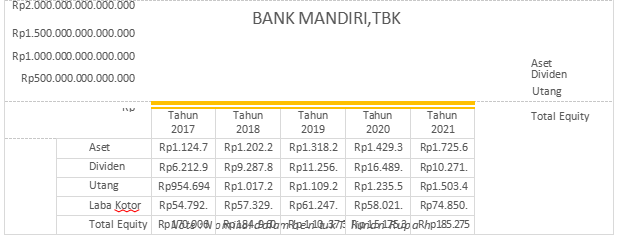 Rp2.000.000.000.000.000
BANK MANDIRI,TBK
Rp1.500.000.000.000.000
Rp1.000.000.000.000.000
Rp500.000.000.000.000
Aset
Dividen
Utang
Total Equity
Rp
Tahun 2017 Tahun 2018 Tahun 2019 Tahun 2020 Tahun 2021
Aset Rp1.124.7 Rp1.202.2 Rp1.318.2 Rp1.429.3 Rp1.725.6
Dividen Rp6.212.9 Rp9.287.8 Rp11.256. Rp16.489. Rp10.271.
Utang Rp954.694 Rp1.017.2 Rp1.109.2 Rp1.235.5 Rp1.503.4
Laba Kotor Rp54.792. Rp57.329. Rp61.247. Rp58.021. Rp74.850.
Total Equity